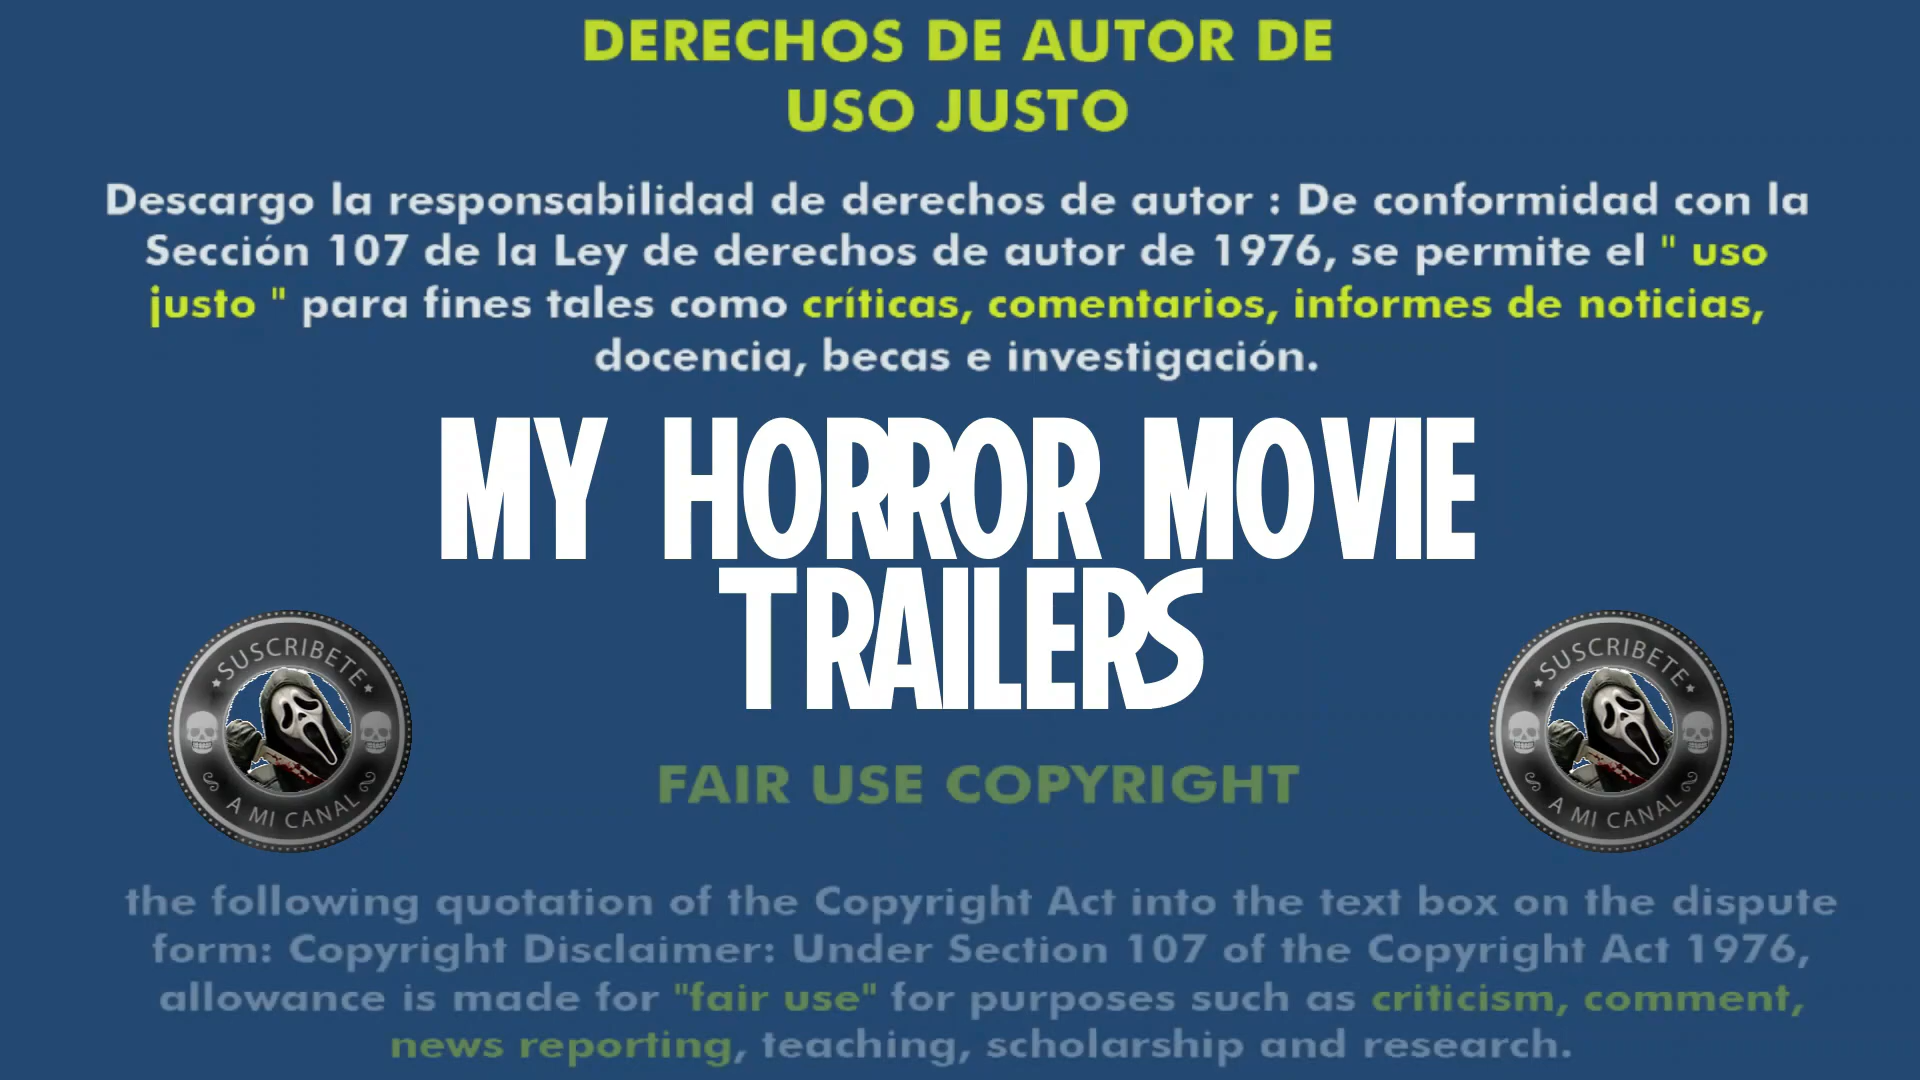 DERECHOS DE AUTOR DE
USO JUSTO
Descargo la responsabilidad de derechos de autor : De conformidad con la
Sección 107 de la Ley de derechos de autor de 1976, se permite el " uso
justo " para fines tales como críticas, comentarios, informes de noticias,
docencia, becas e investigación.
MY HORROR MOVIE
TRAILERS
SUSCRIBETE
A MI CANAL
SUSCRIBETE
A MI CANAL
FAIR USE COPYRIGHT
the following quotation of the Copyright Act into the text box on the dispute
form: Copyright Disclaimer: Under Section 107 of the Copyright Act 1976,
allowance is made for "fair use" for purposes such as criticism, comment,
news reporting, teaching, scholarship and research.